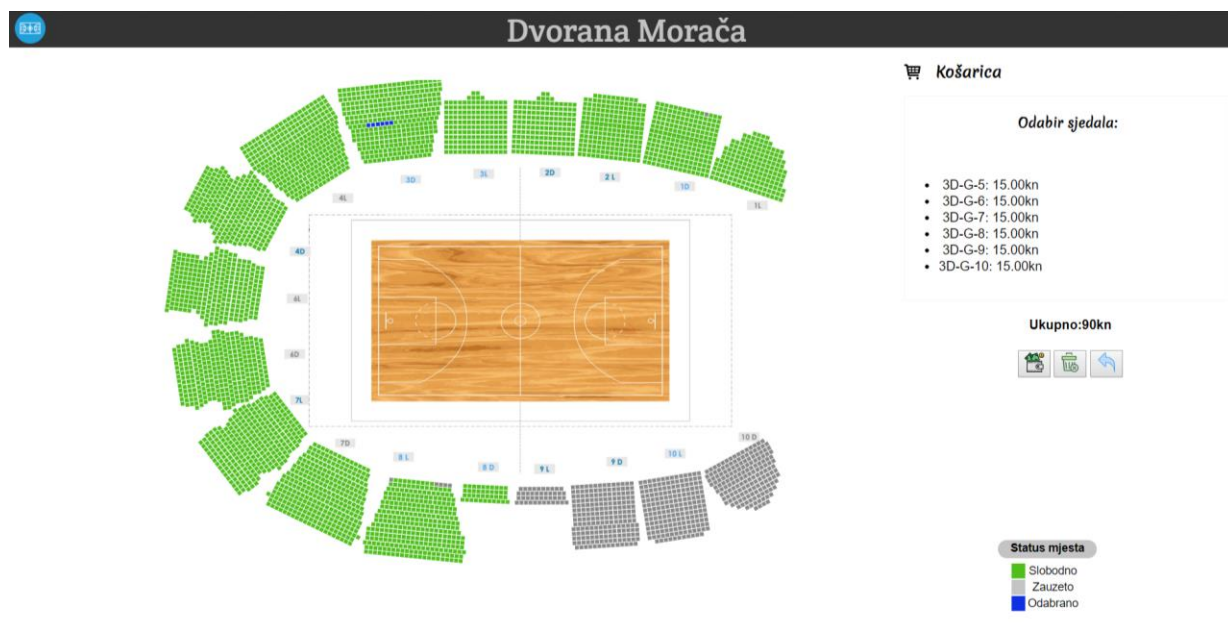 Dvorana Morača
Košarica
Odabir sjedala:
3D-G-5: 15.00kn
3D-G-6: 15.00kn
3D-G-7: 15.00kn
3D-G-8: 15.00kn
3D-G-9: 15.00kn
3D-G-10: 15.00kn
Ukupno:90kn
4L
3D
3L
2D
2 L
1D
1L
4D
6L
6D
7L
7D
8 L
8 D
9 L
9 D
10 L
10 D
Status mjesta
Slobodno
Zauzeto
Odabrano